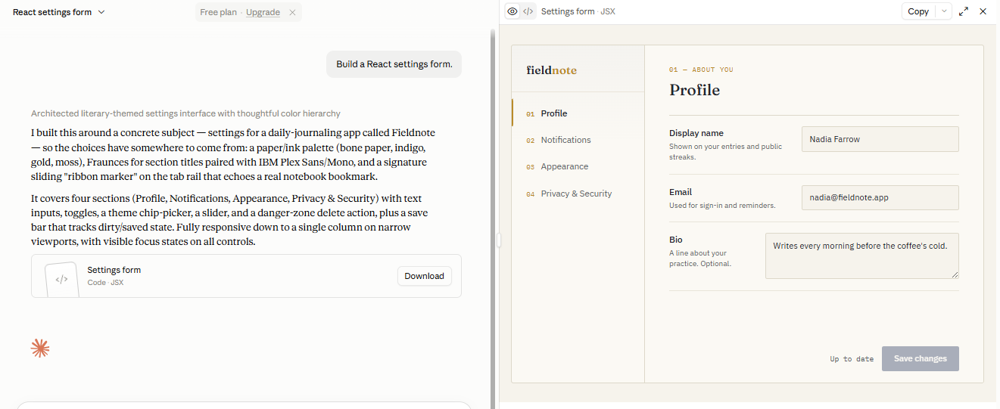 React settings form
Free plan · Upgrade
Build a React settings form.
Architected literary-themed settings interface with thoughtful color hierarchy
I built this around a concrete subject — settings for a daily-journaling app called Fieldnote
— so the choices have somewhere to come from: a paper/ink palette (bone paper, indigo,
gold, moss), Fraunces for section titles paired with IBM Plex Sans/Mono, and a signature
sliding "ribbon marker" on the tab rail that echoes a real notebook bookmark.
It covers four sections (Profile, Notifications, Appearance, Privacy & Security) with text
inputs, toggles, a theme chip-picker, a slider, and a danger-zone delete action, plus a save
bar that tracks dirty/saved state. Fully responsive down to a single column on narrow
viewports, with visible focus states on all controls.
</>
Settings form
Code · JSX
Download
</>
Settings form · JSX
Copy
fieldnote
01 Profile
02 Notifications
03 Appearance
04 Privacy & Security
01 — ABOUT YOU
Profile
Display name
Shown on your entries and public
streaks.
Nadia Farrow
Email
Used for sign-in and reminders.
nadia@fieldnote.app
Bio
A line about your
practice. Optional.
Writes every morning before the coffee's cold.
Up to date
Save changes